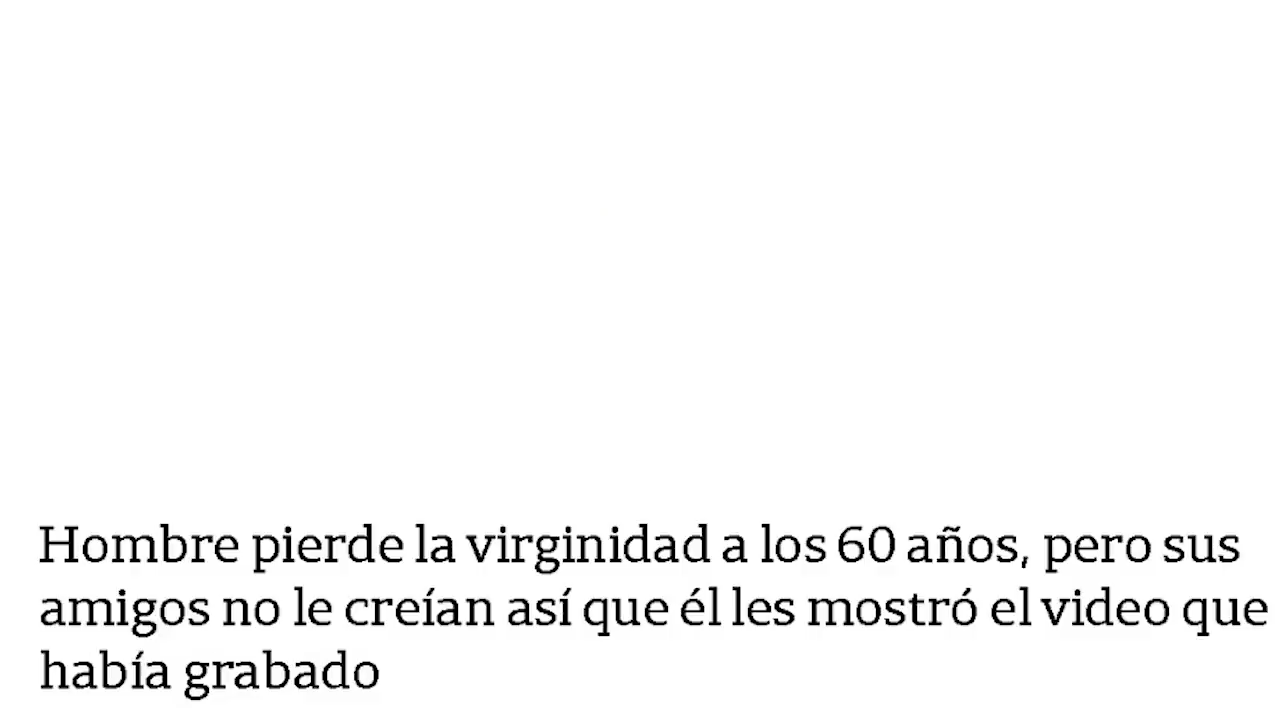 Hombre pierde la virginidad a los 60 años, pero sus
amigos no le creían así que él les mostró el video que
había grabado